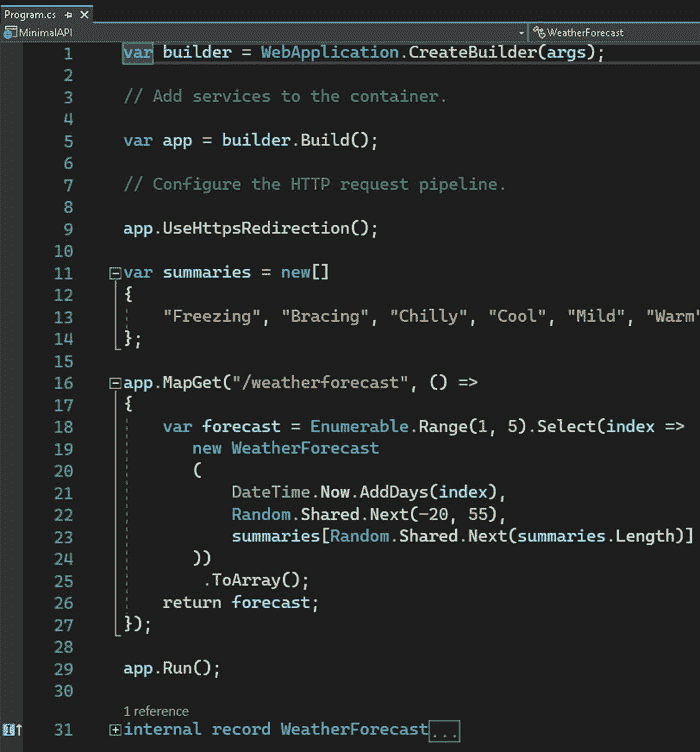 Program.cs
MinimalAPI WeatherForecast
1 var builder = WebApplication.CreateBuilder(args);
2
3 // Add services to the container.
4
5 var app = builder.Build();
6
7 // Configure the HTTP request pipeline.
8
9 app.UseHttpsRedirection();
10
11 var summaries = new[]
12 {
13 "Freezing", "Bracing", "Chilly", "Cool", "Mild", "Warm"
14 };
15
16 app.MapGet("/weatherforecast", () =>
17 {
18 var forecast = Enumerable.Range(1, 5).Select(index =>
19 new WeatherForecast
20 (
21 DateTime.Now.AddDays(index),
22 Random.Shared.Next(-20, 55),
23 summaries[Random.Shared.Next(summaries.Length)]
24 ))
25 .ToArray();
26 return forecast;
27 });
28
29 app.Run();
30
1 reference
31 internal record WeatherForecast...